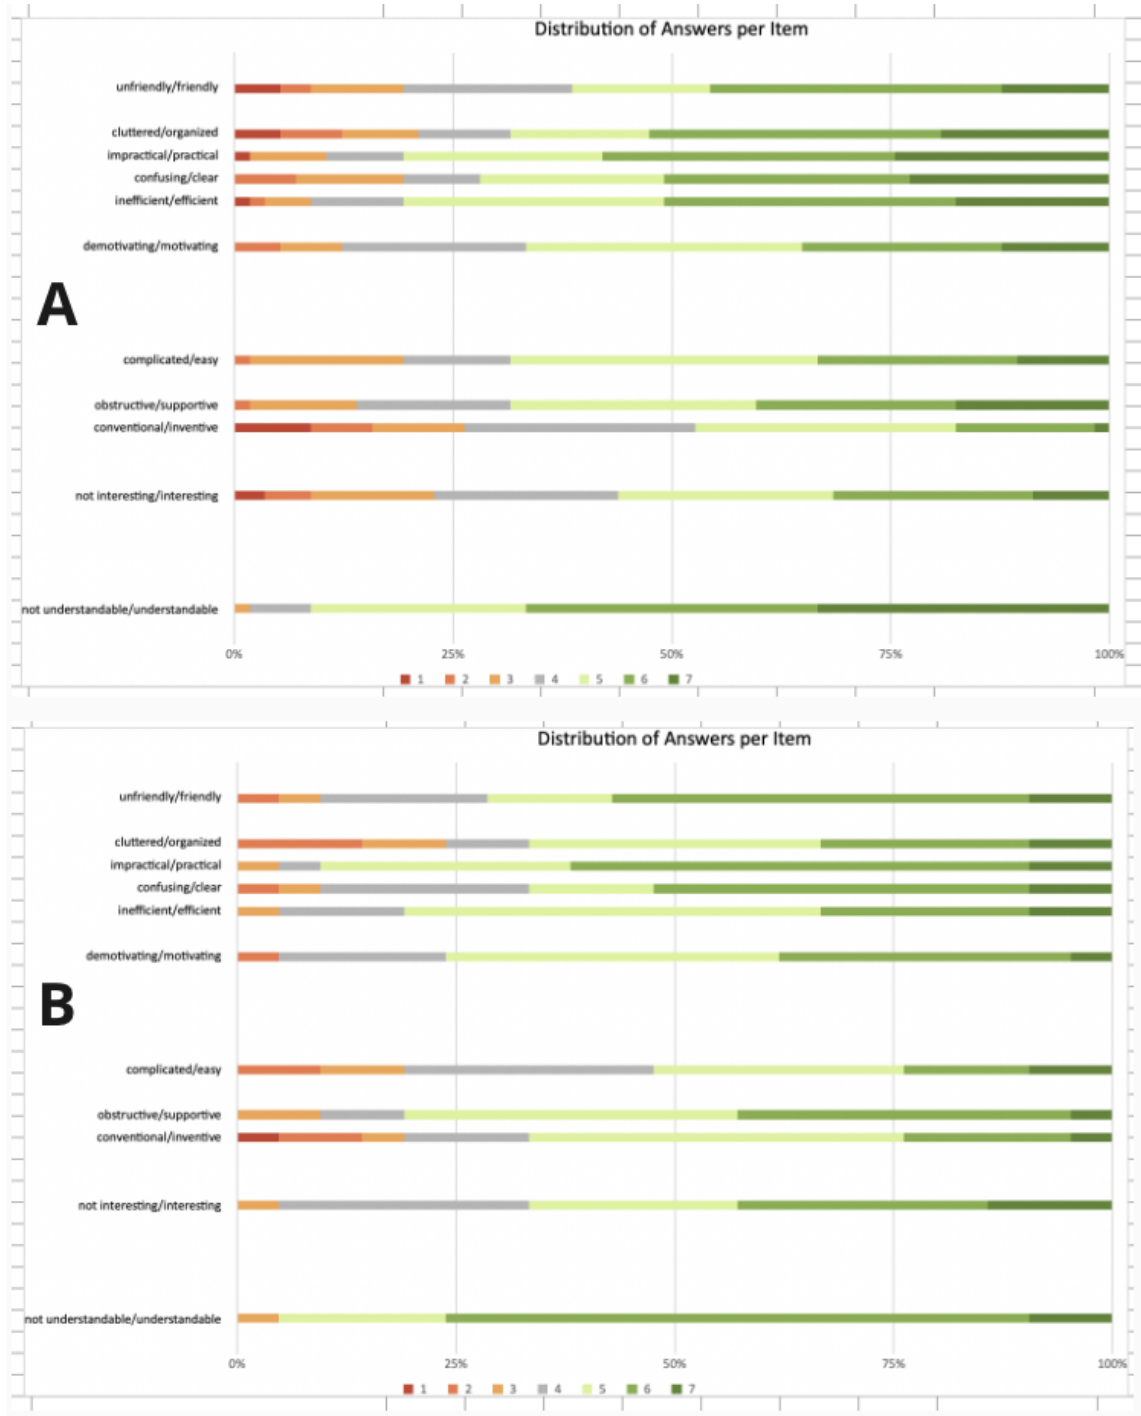 Distribution of Answers per Item
unfriendly/friendly
cluttered/organized
impractical/practical
confusing/clear
inefficient/efficient
demotivating/motivating
A
complicated/easy
obstructive/supportive
conventional/inventive
not interesting/interesting
not understandable/understandable
0% 25% 50% 75% 100%
1 2 3 4 5 6 7
Distribution of Answers per Item
unfriendly/friendly
cluttered/organized
impractical/practical
confusing/clear
inefficient/efficient
demotivating/motivating
B
complicated/easy
obstructive/supportive
conventional/inventive
not interesting/interesting
not understandable/understandable
0% 25% 50% 75% 100%
1 2 3 4 5 6 7